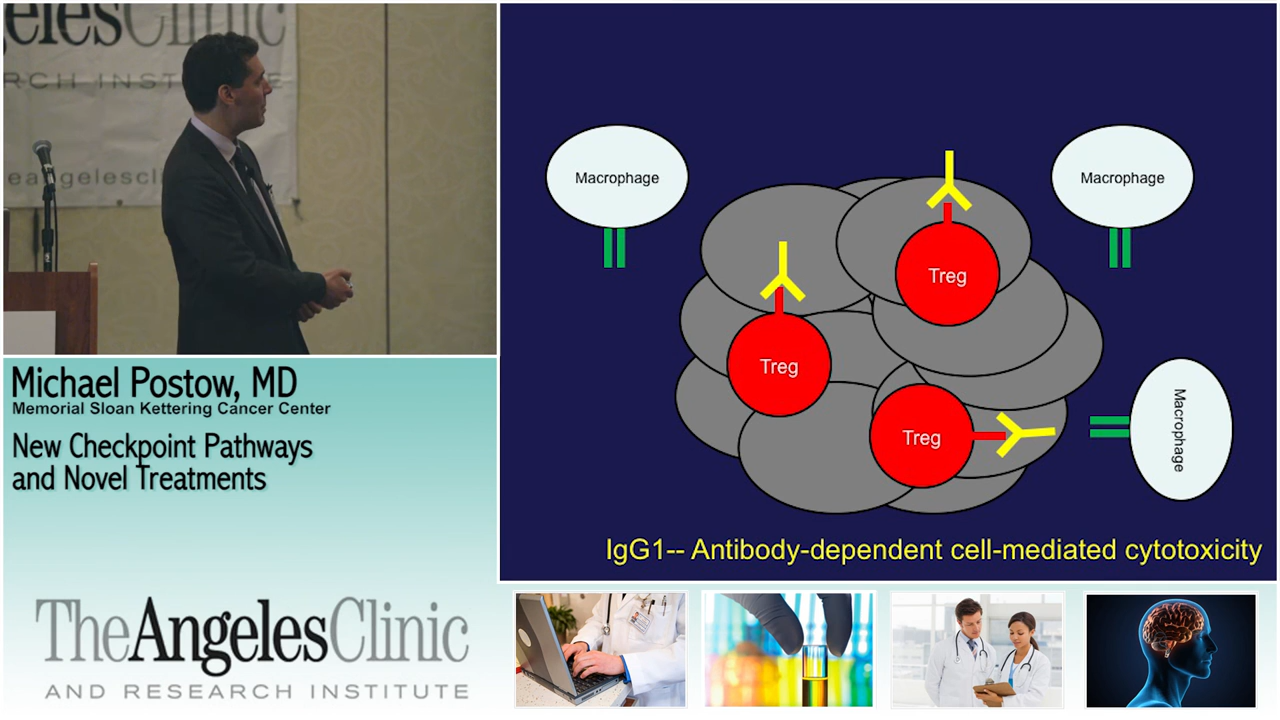 elesClinic
RCH INSTITUTE
eangelescl
Michael Postow, MD
Memorial Sloan Kettering Cancer Center
New Checkpoint Pathways
and Novel Treatments
TheAngelesClinic
AND RESEARCH INSTITUTE
Macrophage
Macrophage
Treg
Treg
Treg
Macrophage
IgG1-- Antibody-dependent cell-mediated cytotoxicity